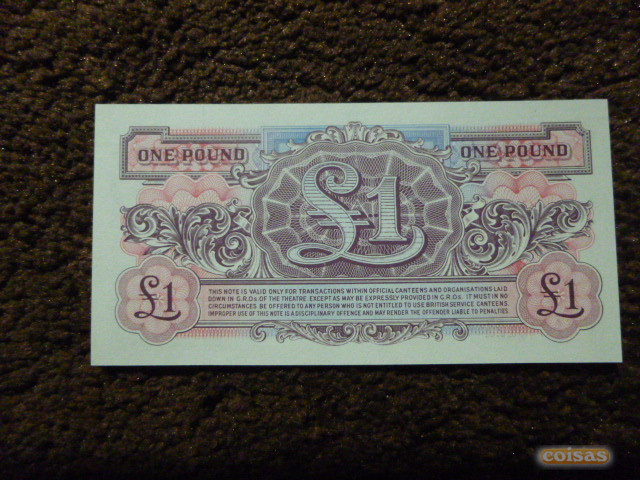 ONE POUND
ONE POUND
£1
THIS NOTE IS VALID ONLY FOR TRANSACTIONS WITHIN OFFICIAL CANTEENS AND ORGANISATIONS LAID
DOWN IN G.R.Os. OF THE THEATRE EXCEPT AS MAY BE EXPRESSLY PROVIDED IN G.R.Os. IT MUST IN NO
CIRCUMSTANCES BE OFFERED TO ANY PERSON WHO IS NOT ENTITLED TO USE BRITISH SERVICE CANTEENS
IMPROPER USE OF THIS NOTE IS A DISCIPLINARY OFFENCE AND MAY RENDER THE OFFENDER LIABLE TO PENALTIES.
£1
£1
coisas